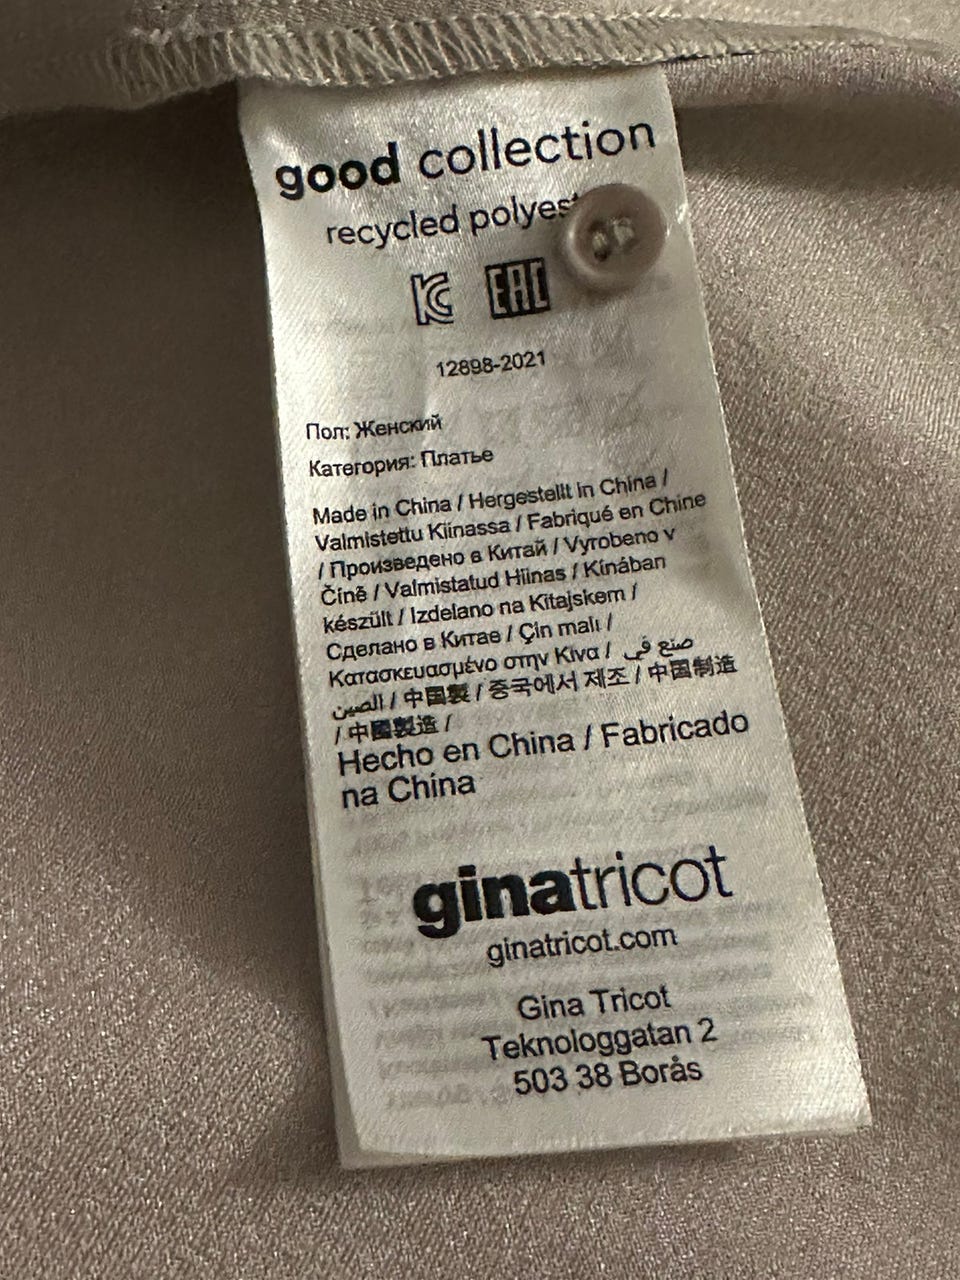 good collection
recycled
EAC
12898-2021
Пол: Женский
Категория: Платье
Made in China / Hergestellt in China /
Valmistettu Kiinassa / Fabriqué en Chine
/ Произведено в Китай / Vyrobeno v
Číně / Valmistatud Hiinas / Kínában
készült / Izdelano na Kitajskem /
Сделано в Китае / Çin malı /
Κατασκευασμένο στην Κίνα / صنع في
الصين / 中国製 / 중국에서 제조 / 中国制造
/ 中國製造 /
Hecho en China / Fabricado
na China
ginatricot
ginatricot.com
Gina Tricot
Teknologgatan 2
503 38 Borås